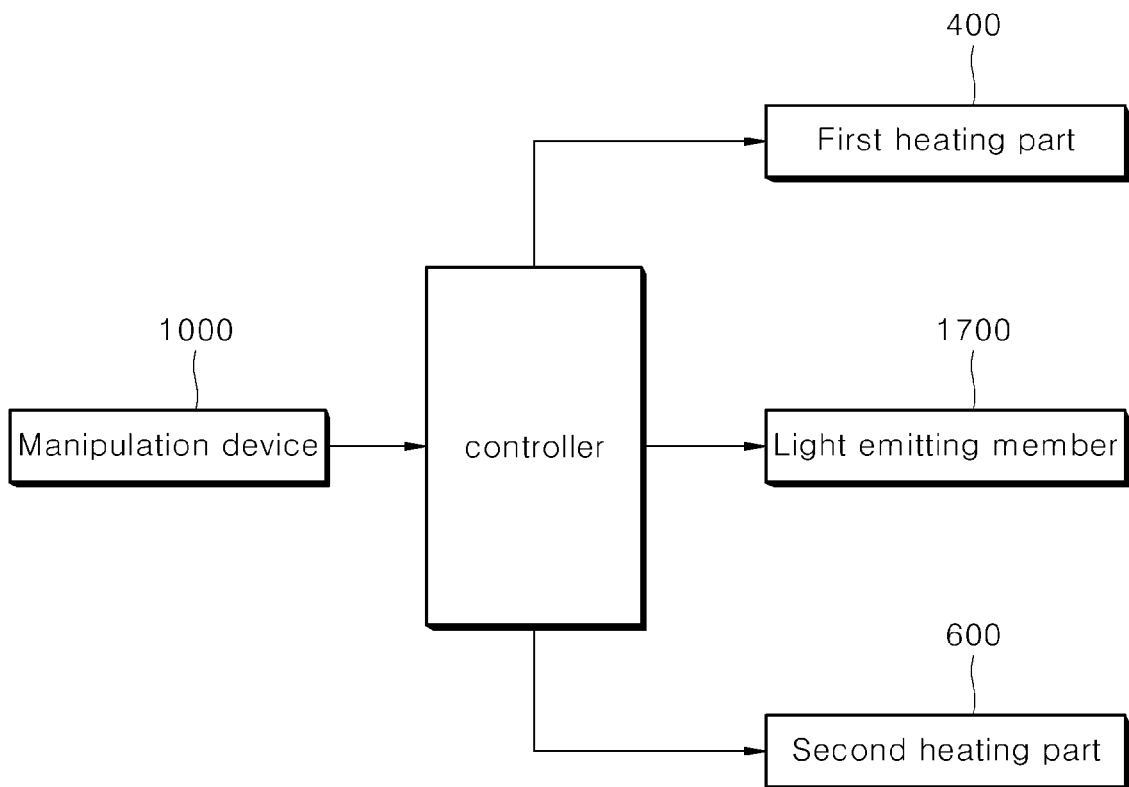 400
First heating part
1000
1700
Manipulation device
controller
Light emitting member
600
Second heating part